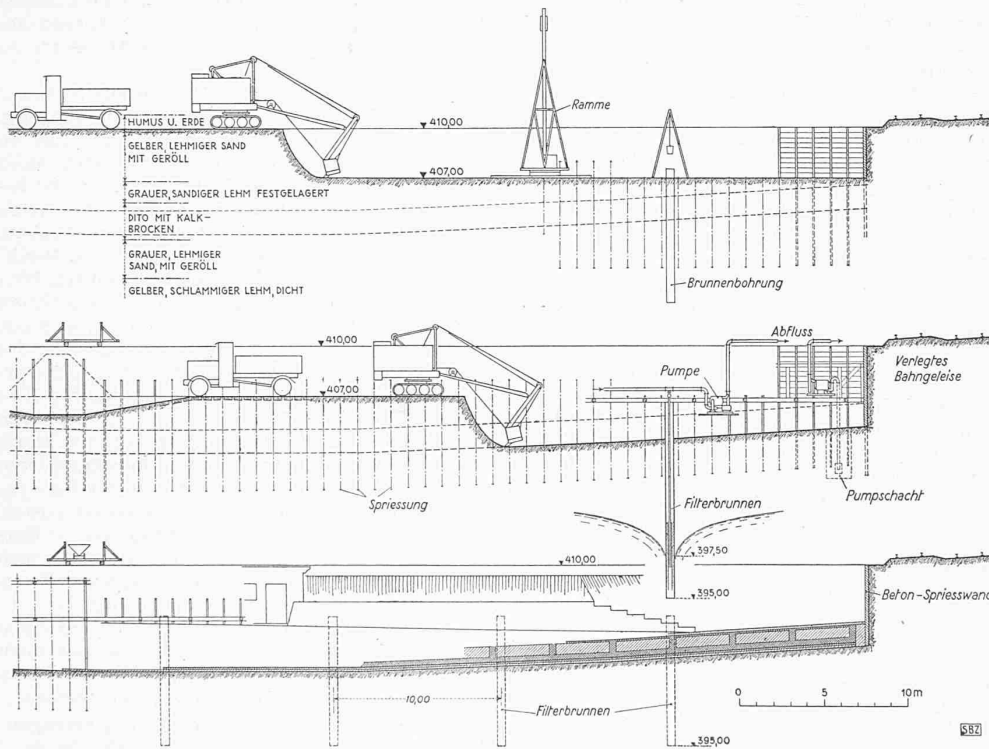 Ramme
HUMUS U. ERDE
410,00
GELBER, LEHMIGER SAND
MIT GERÖLL
407,00
GRAUER, SANDIGER LEHM FESTGELAGERT
DITO MIT KALK-
BROCKEN
GRAUER, LEHMIGER
SAND, MIT GERÖLL
Brunnenbohrung
GELBER, SCHLAMMIGER LEHM, DICHT
Abfluss
410,00
Verlegtes
Bahngeleise
Pumpe
407,00
Pumpschacht
Spriessung
Filterbrunnen
397,50
410,00
395,00
Beton-Spriesswand
0 5 10 m
10,00
Filterbrunnen
SBZ
395,00